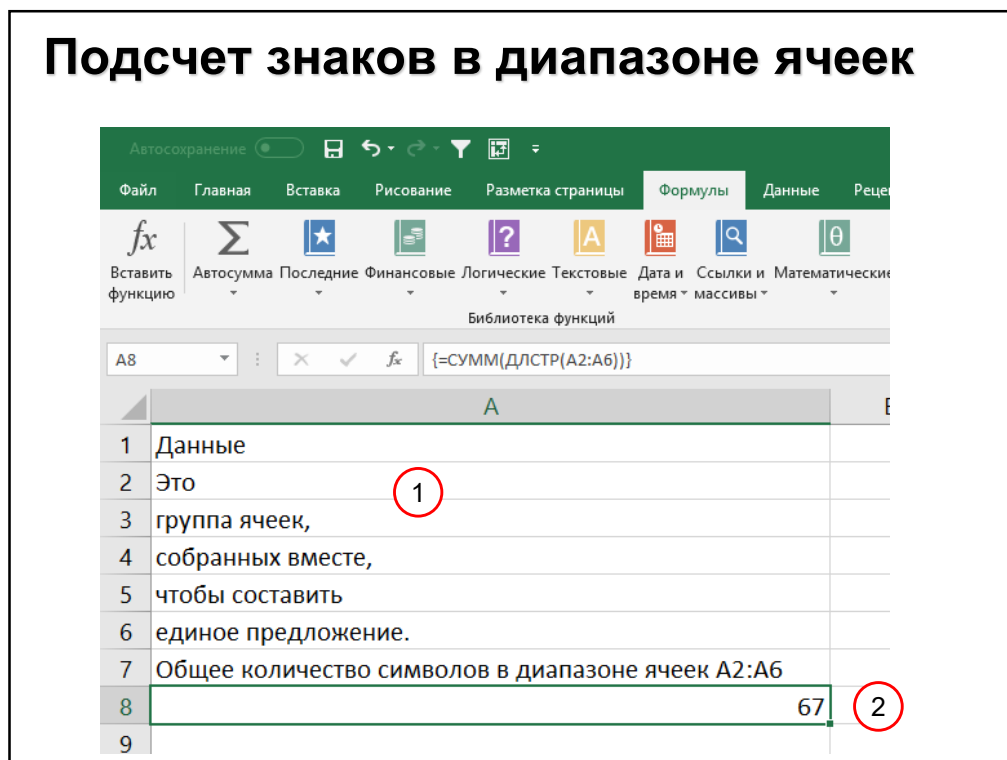 Подсчет знаков в диапазоне ячеек
Автосохранение
Файл Главная Вставка Рисование Разметка страницы Формулы Данные Реце
fx Σ ? A θ
Вставить функцию Автосумма Последние Финансовые Логические Текстовые Дата и время Ссылки и массивы Математические
Библиотека функций
A8 fx {=СУММ(ДЛСТР(A2:A6))}
A
1 Данные
2 Это
1
3 группа ячеек,
4 собранных вместе,
5 чтобы составить
6 единое предложение.
7 Общее количество символов в диапазоне ячеек A2:A6
8 67 2
9